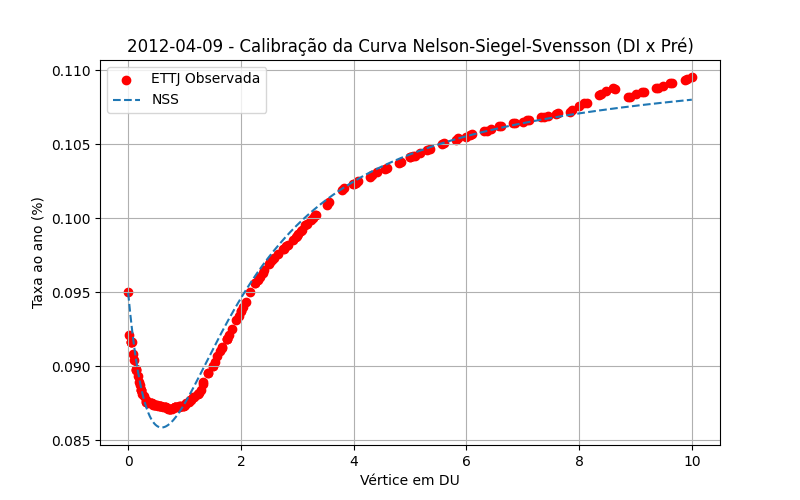 2012-04-09 - Calibração da Curva Nelson-Siegel-Svensson (DI x Pré)
ETTJ Observada
NSS
Taxa ao ano (%)
0.110
0.105
0.100
0.095
0.090
0.085
0
2
4
6
8
10
Vértice em DU